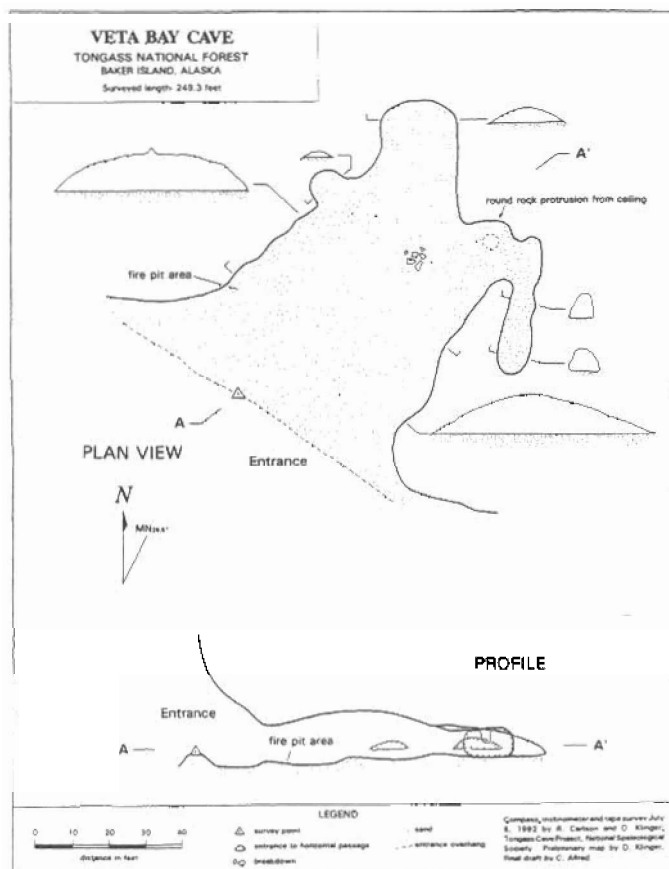 VETA BAY CAVE
TONGASS NATIONAL FOREST
BAKER ISLAND, ALASKA
Surveyed length- 249.3 feet
A'
round rock protrusion from ceiling
fire pit area
A
PLAN VIEW
Entrance
N
MN
PROFILE
Entrance
fire pit area
A
A'
LEGEND
0 10 20 30 40
distance in feet
survey point
entrance to horizontal passage
breakdown
sand
entrance overhang
Compass, inclinometer and tape survey July
8, 1992 by R. Carlson and D. Klinger,
Tongass Cave Project, National Speleological
Society. Preliminary map by D. Klinger,
final draft by C. Alfred.